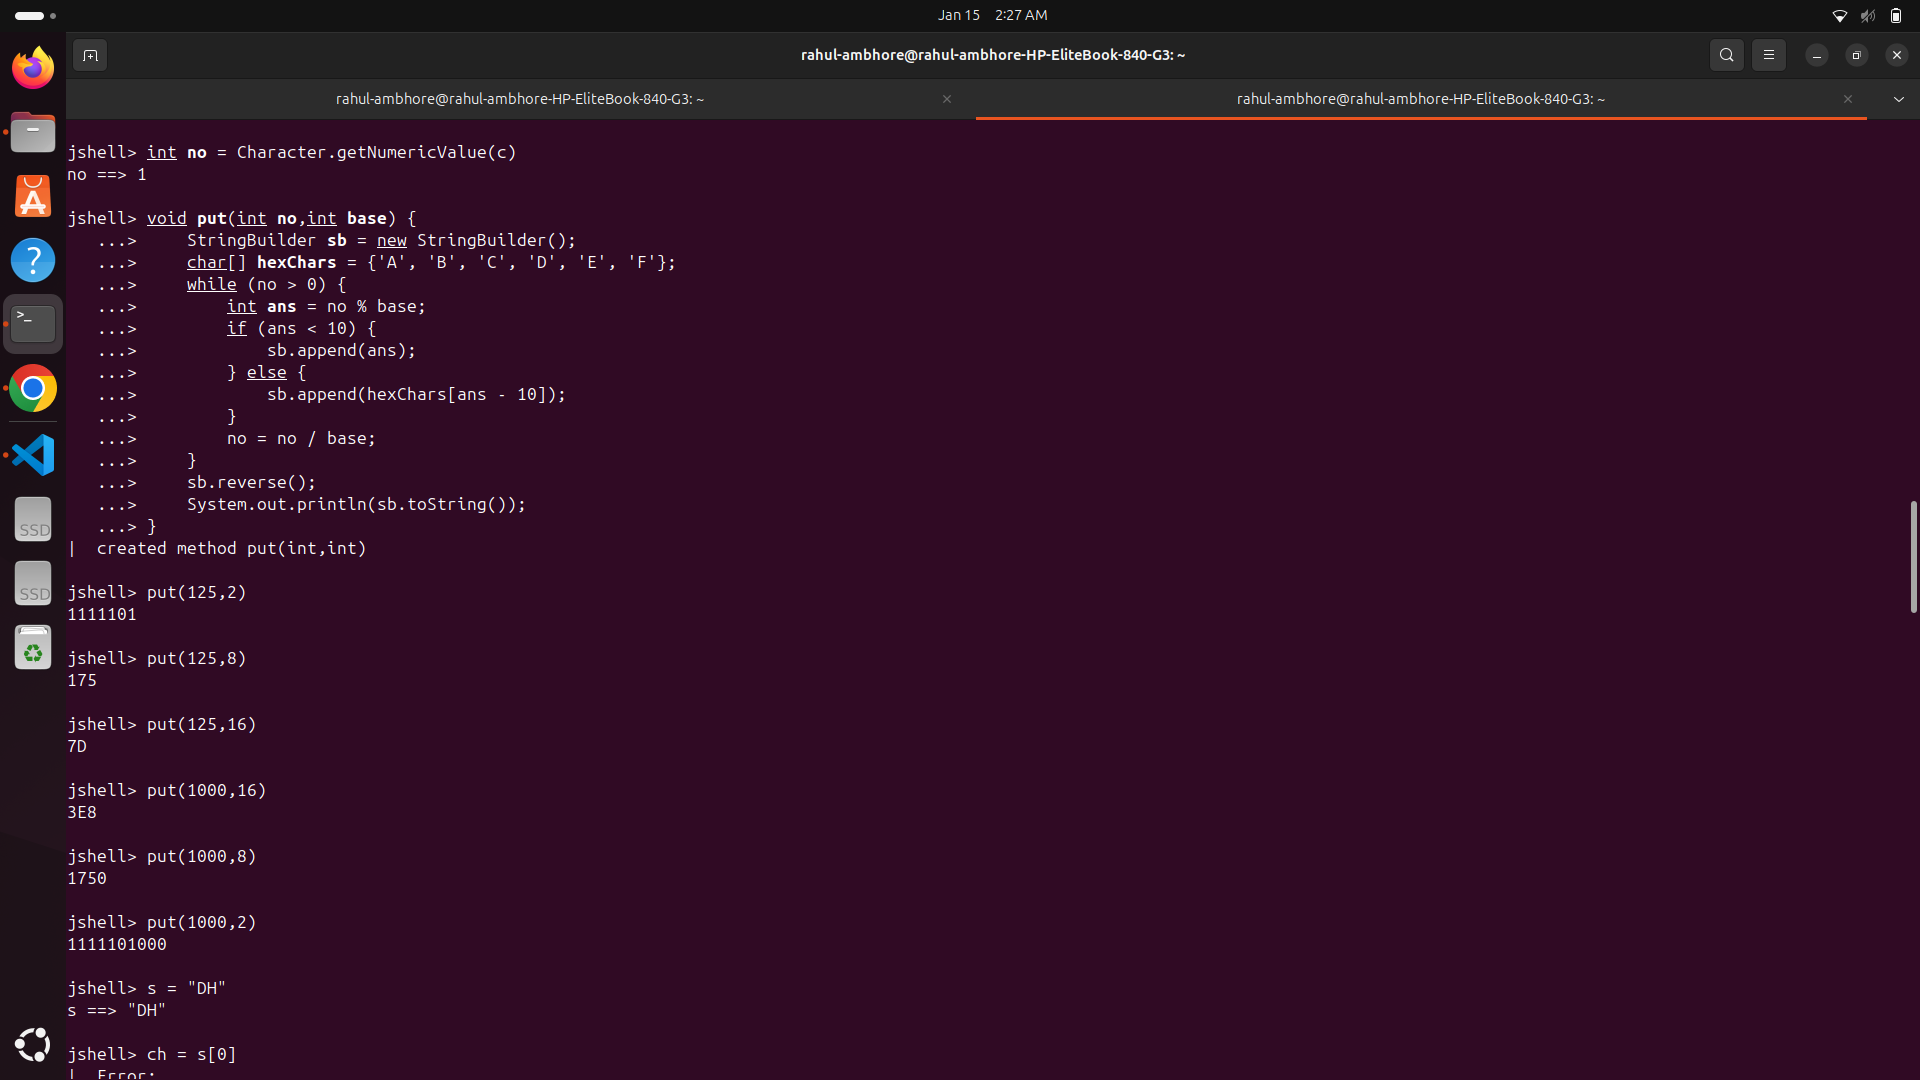 Jan 15 2:27 AM
rahul-ambhore@rahul-ambhore-HP-EliteBook-840-G3: ~
rahul-ambhore@rahul-ambhore-HP-EliteBook-840-G3: ~
rahul-ambhore@rahul-ambhore-HP-EliteBook-840-G3: ~
jshell> int no = Character.getNumericValue(c)
no ==> 1
jshell> void put(int no,int base) {
   ...>     StringBuilder sb = new StringBuilder();
   ...>     char[] hexChars = {'A', 'B', 'C', 'D', 'E', 'F'};
   ...>     while (no > 0) {
   ...>         int ans = no % base;
   ...>         if (ans < 10) {
   ...>             sb.append(ans);
   ...>         } else {
   ...>             sb.append(hexChars[ans - 10]);
   ...>         }
   ...>         no = no / base;
   ...>     }
   ...>     sb.reverse();
   ...>     System.out.println(sb.toString());
   ...> }
|  created method put(int,int)
jshell> put(125,2)
1111101
jshell> put(125,8)
175
jshell> put(125,16)
7D
jshell> put(1000,16)
3E8
jshell> put(1000,8)
1750
jshell> put(1000,2)
1111101000
jshell> s = "DH"
s ==> "DH"
jshell> ch = s[0]
|  Error:
SSD
SSD